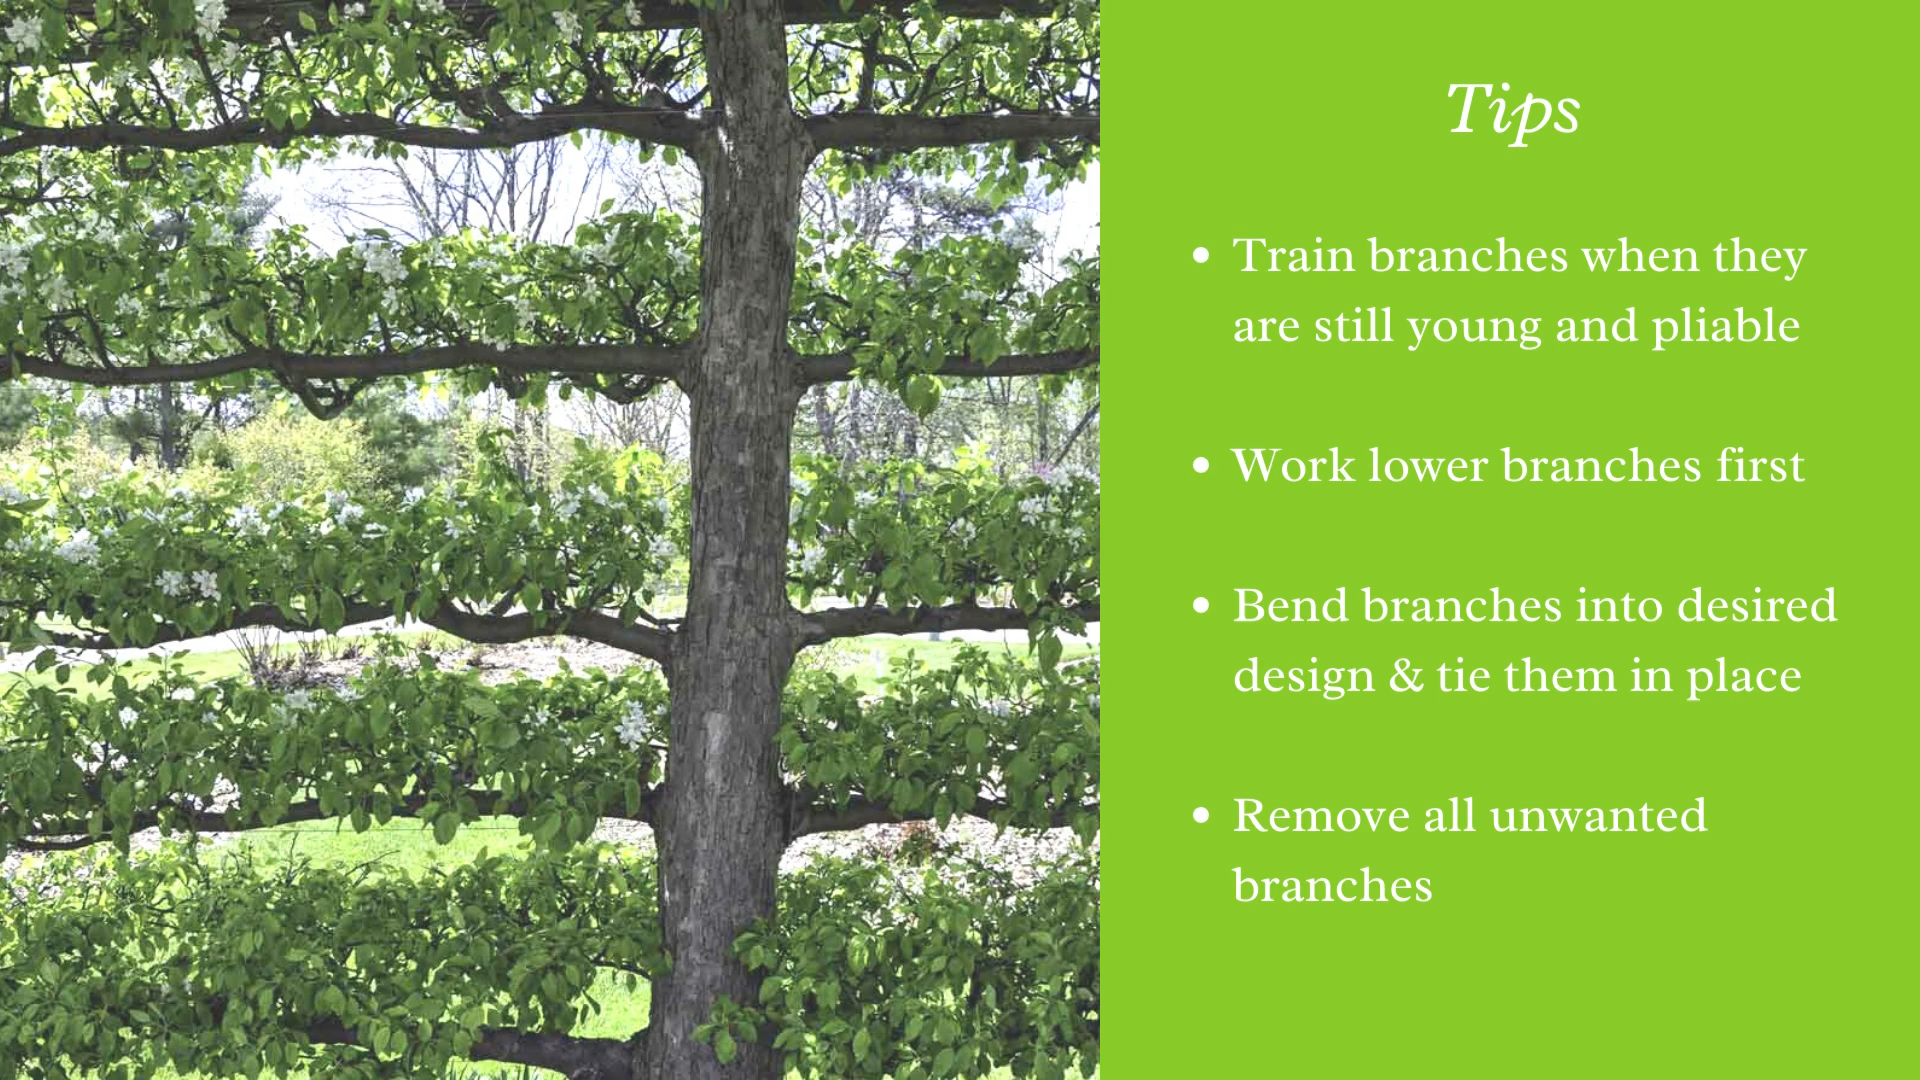 Tips
• Train branches when they
are still young and pliable
• Work lower branches first
• Bend branches into desired
design & tie them in place
• Remove all unwanted
branches